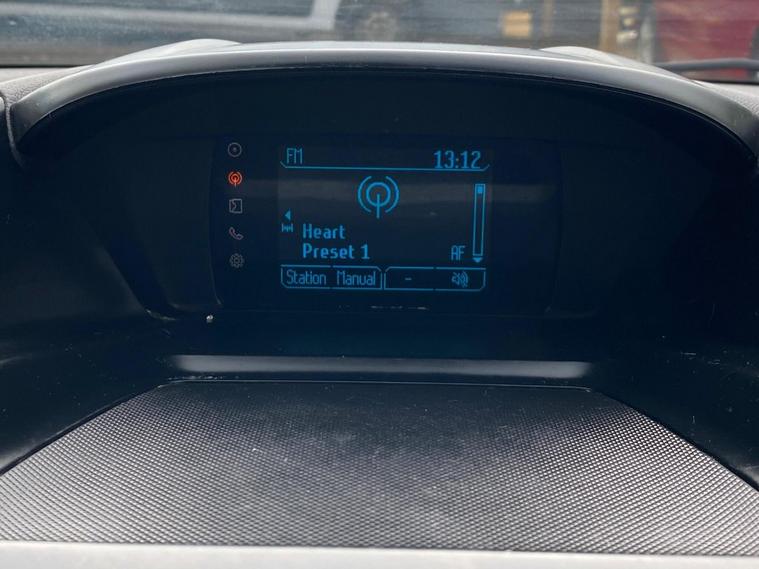 FM 13:12
Heart
Preset 1 AF
Station Manual -